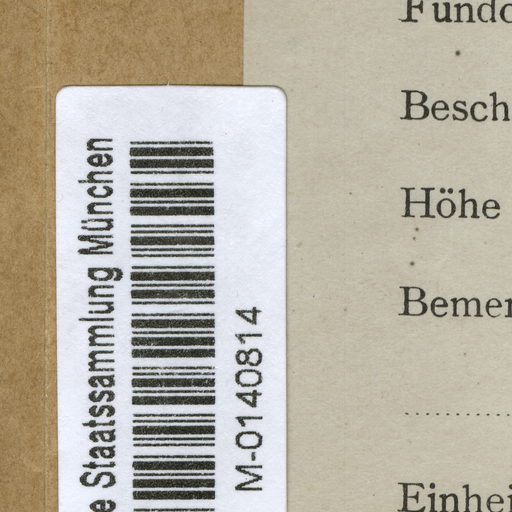 e Staatssammlung München
M-0140814
Fundo
Besch
Höhe
Bemer
Einhei